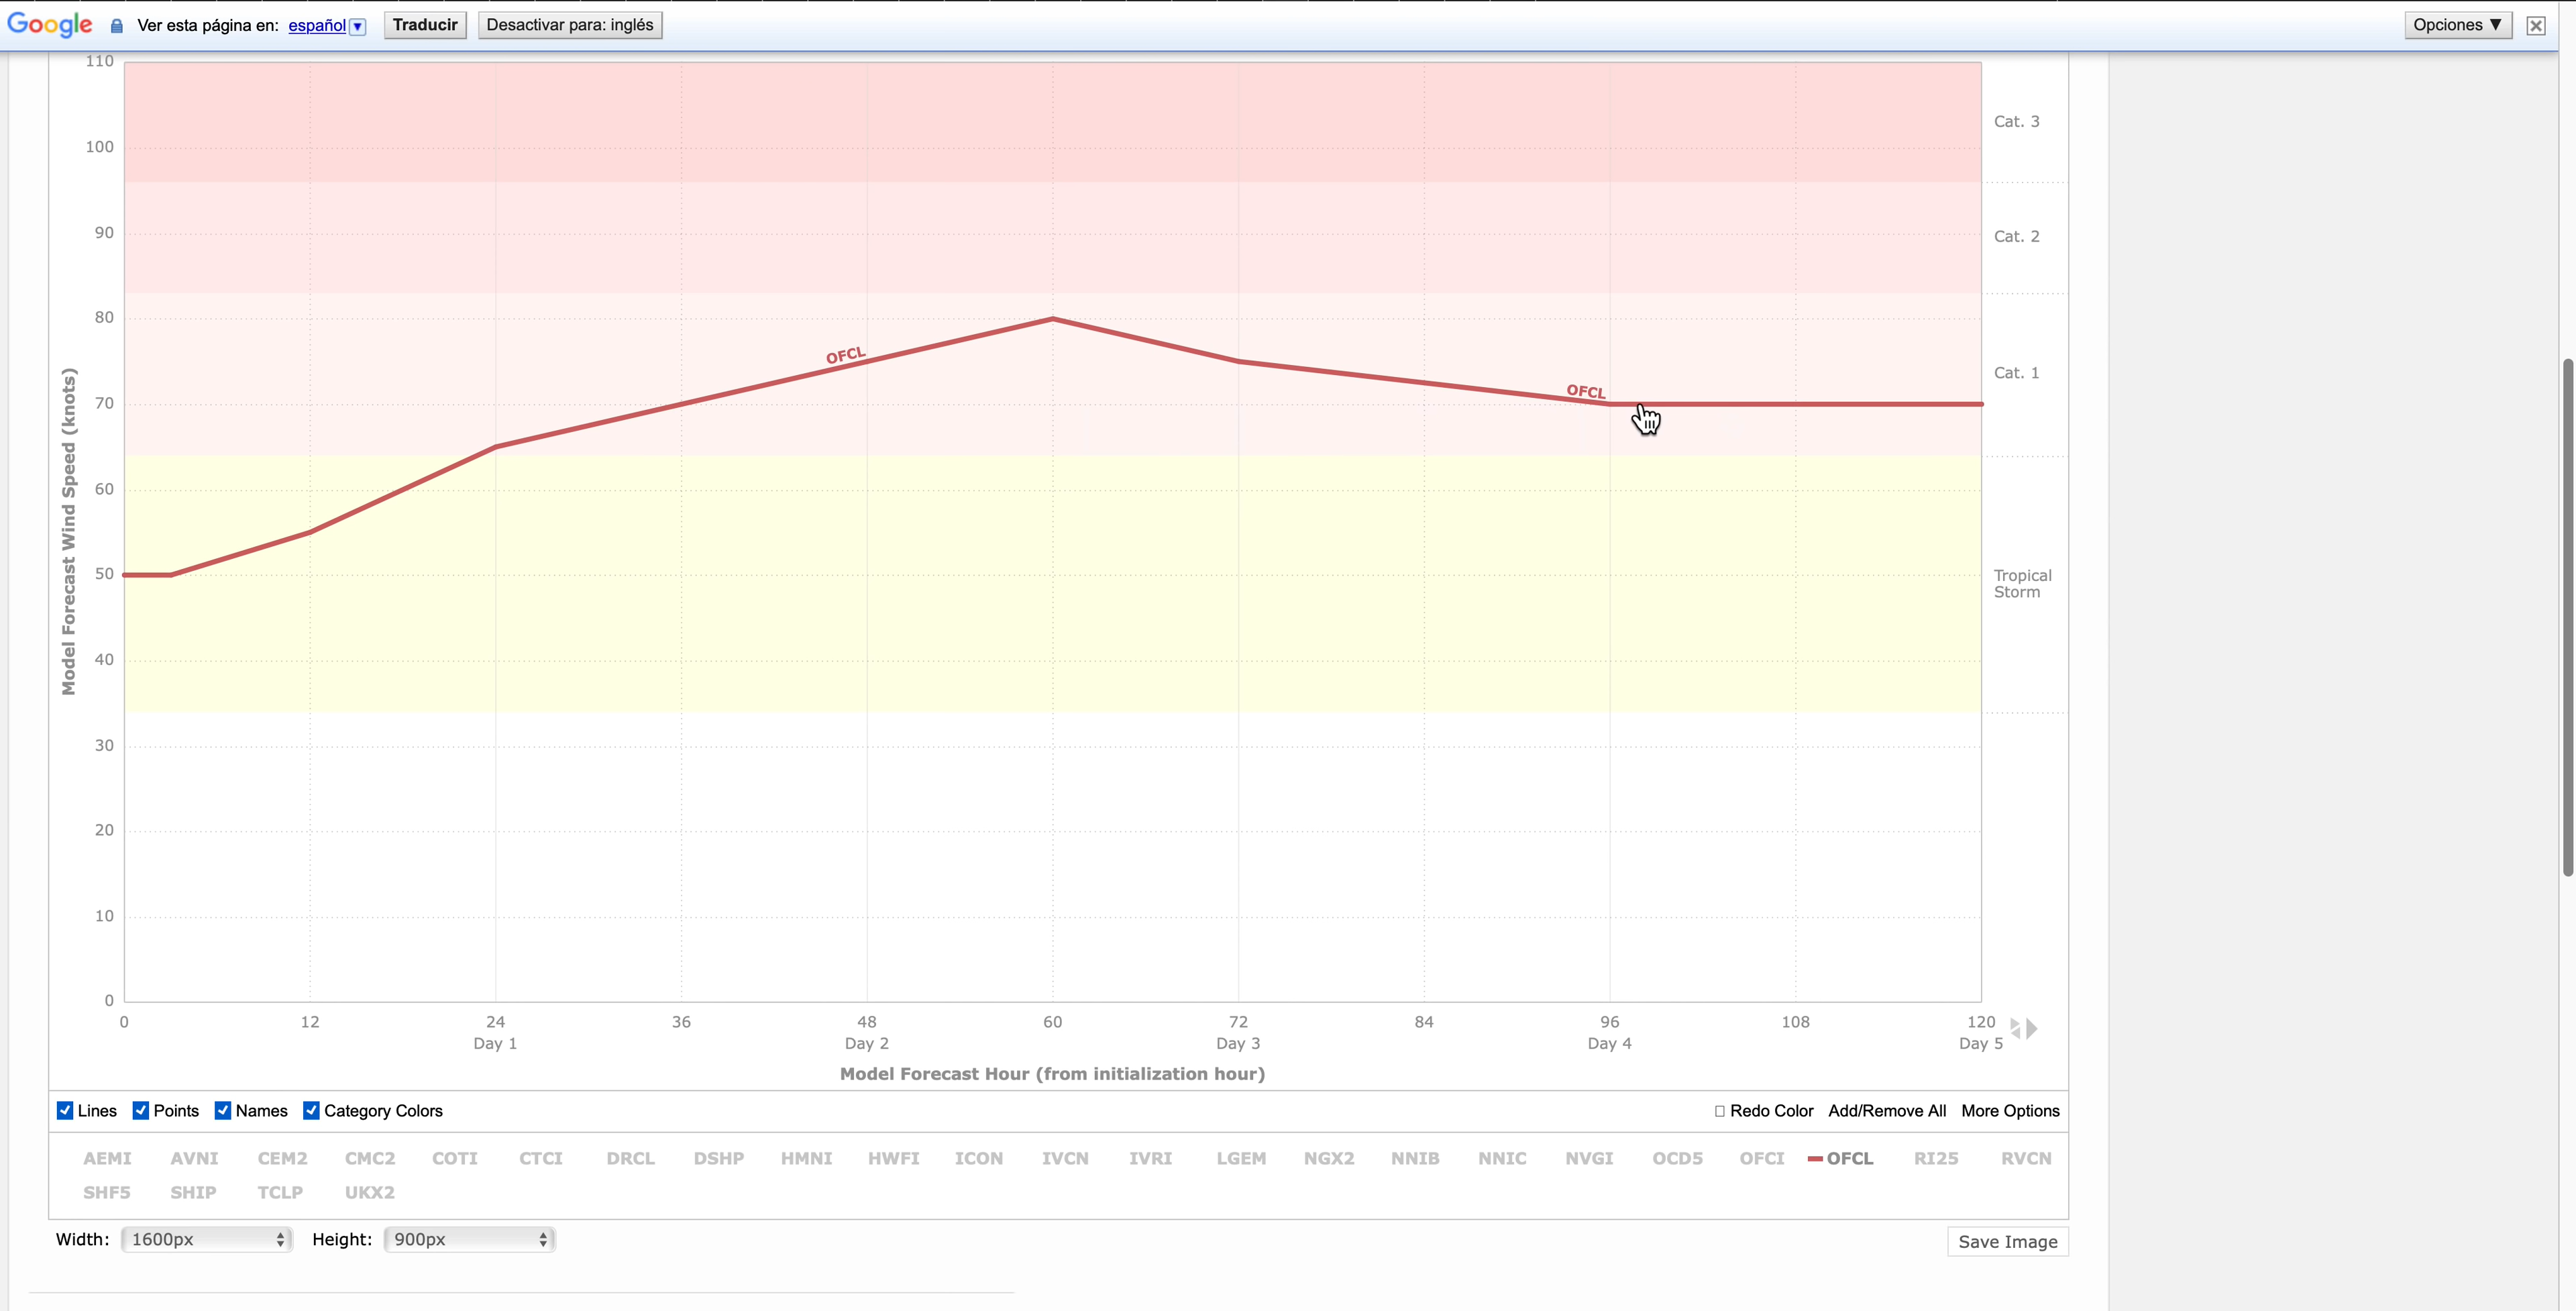 Google Ver esta página en: español Traducir Desactivar para: inglés Opciones ▼
110
Cat. 3
100
90
Cat. 2
80
OFCL
Cat. 1
70
OFCL
60
Model Forecast Wind Speed (knots)
50
Tropical
Storm
40
30
20
10
0
0 12 24 36 48 60 72 84 96 108 120
Day 1 Day 2 Day 3 Day 4 Day 5
Model Forecast Hour (from initialization hour)
Lines Points Names Category Colors Redo Color Add/Remove All More Options
AEMI AVNI CEM2 CMC2 COTI CTCI DRCL DSHP HMNI HWFI ICON IVCN IVRI LGEM NGX2 NNIB NNIC NVGI OCD5 OFCI OFCL RI25 RVCN
SHF5 SHIP TCLP UKX2
Width: 1600px Height: 900px Save Image